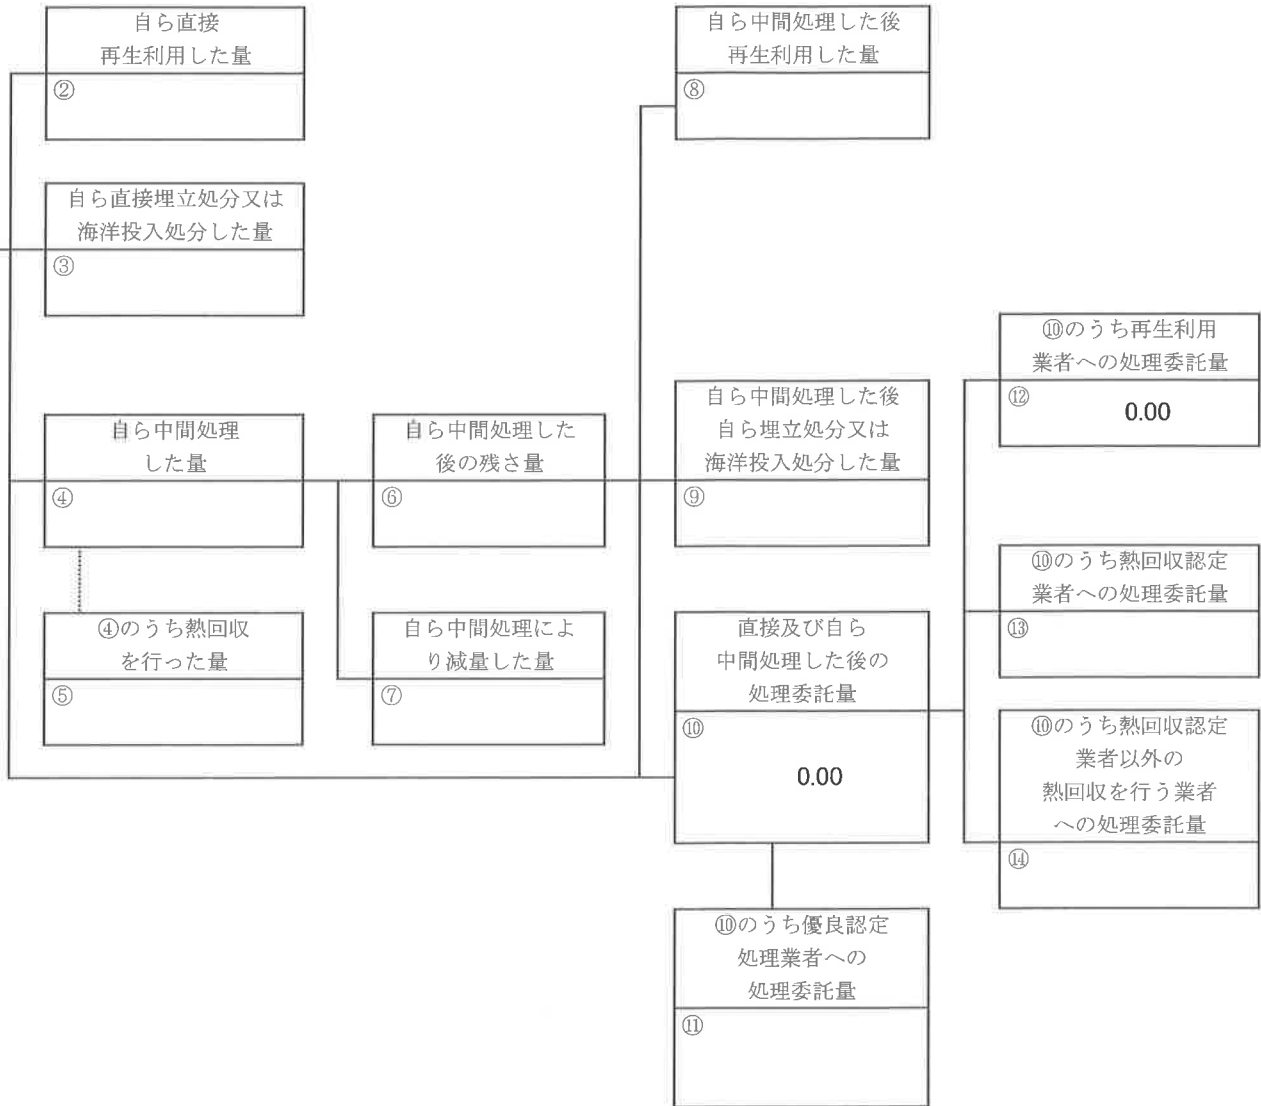 自ら直接
再生利用した量
②
自ら直接埋立処分又は
海洋投入処分した量
③
自ら中間処理
した量
④
④のうち熱回収
を行った量
⑤
自ら中間処理した
後の残さ量
⑥
自ら中間処理によ
り減量した量
⑦
自ら中間処理した後
再生利用した量
⑧
自ら中間処理した後
自ら埋立処分又は
海洋投入処分した量
⑨
直接及び自ら
中間処理した後の
処理委託量
⑩
0.00
⑩のうち優良認定
処理業者への
処理委託量
⑪
⑩のうち再生利用
業者への処理委託量
⑫
0.00
⑩のうち熱回収認定
業者への処理委託量
⑬
⑩のうち熱回収認定
業者以外の
熱回収を行う業者
への処理委託量
⑭